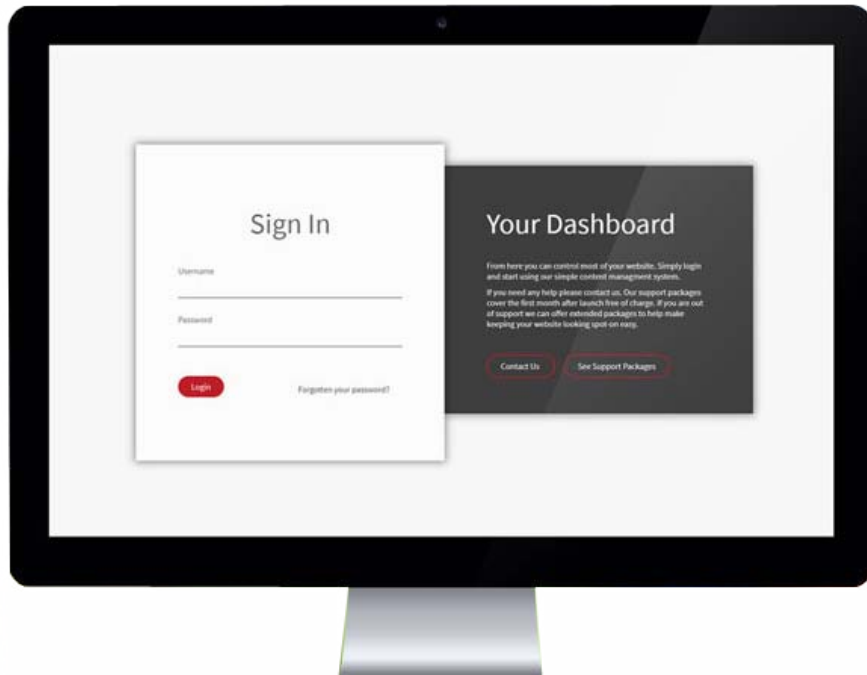 Sign In
Username
Password
Login
Forgotten your password?
Your Dashboard
From here you can control most of your website. Simply login
and start using our simple content managment system.
If you need any help please contact us. Our support packages
cover the first month after launch free of charge. If you are out
of support we can offer extended packages to help make
keeping your website looking spot-on easy.
Contact Us
See Support Packages